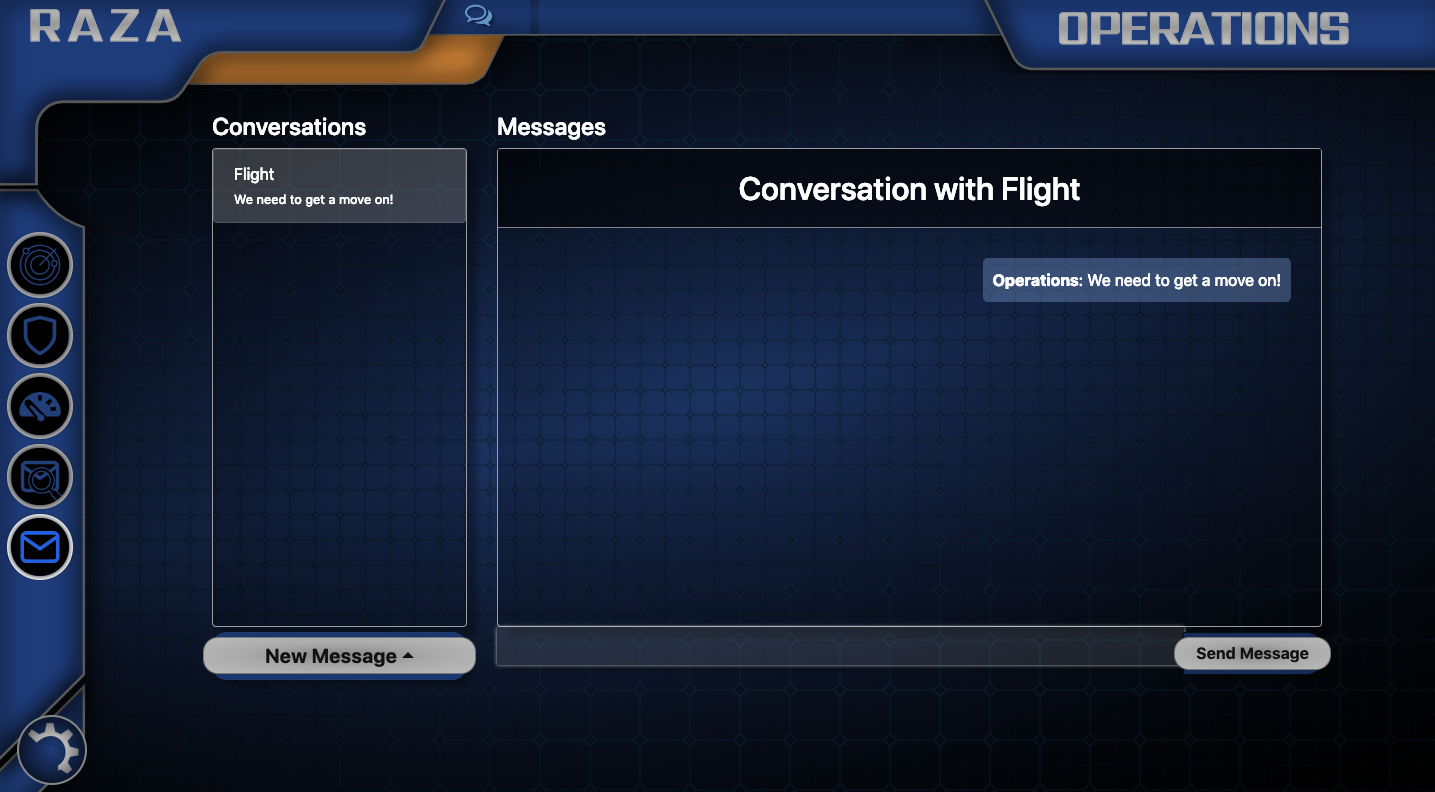 RAZA
OPERATIONS
Conversations
Messages
Flight
We need to get a move on!
Conversation with Flight
Operations: We need to get a move on!
New Message
Send Message